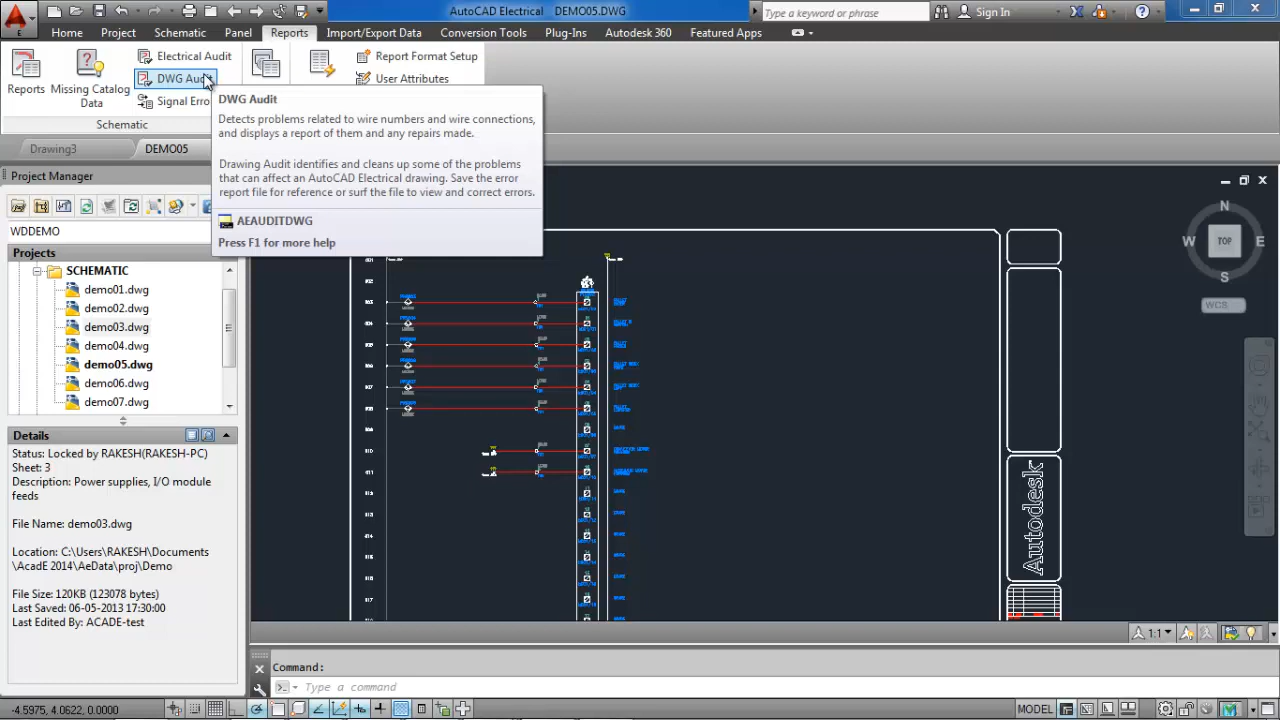 AutoCAD Electrical DEMO05.DWG
Type a keyword or phrase
Sign In
Home Project Schematic Panel Reports Import/Export Data Conversion Tools Plug-Ins Autodesk 360 Featured Apps
Reports
Missing Catalog
Data
Electrical Audit
DWG Audit
Signal Erro
Report Format Setup
User Attributes
Schematic
Drawing3
DEMO05
DWG Audit
Detects problems related to wire numbers and wire connections,
and displays a report of them and any repairs made.
Drawing Audit identifies and cleans up some of the problems
that can affect an AutoCAD Electrical drawing. Save the error
report file for reference or surf the file to view and correct errors.
AEAUDITDWG
Press F1 for more help
Project Manager
WDDEMO
Projects
SCHEMATIC
demo01.dwg
demo02.dwg
demo03.dwg
demo04.dwg
demo05.dwg
demo06.dwg
demo07.dwg
Details
Status: Locked by RAKESH(RAKESH-PC)
Sheet: 3
Description: Power supplies, I/O module
feeds
File Name: demo03.dwg
Location: C:\Users\RAKESH\Documents
\AcadE 2014\AeData\proj\Demo
File Size: 120KB (123078 bytes)
Last Saved: 06-05-2013 17:30:00
Last Edited By: ACADE-test
N
W TOP E
S
WCS
Autodesk
1:1
Command:
Type a command
-4.5975, 4.0622, 0.0000
MODEL